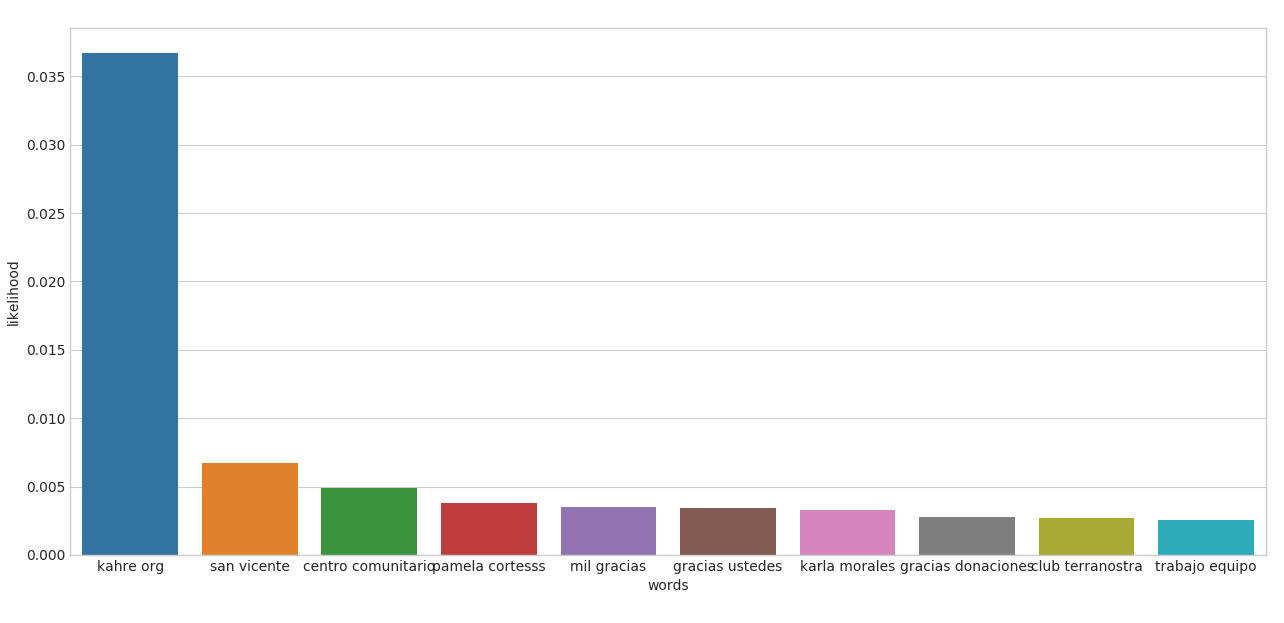 0.035
0.030
0.025
0.020
0.015
0.010
0.005
0.000
likelihood
kahre org san vicente centro comunitario pamela cortesss mil gracias gracias ustedes karla morales gracias donaciones club terranostra trabajo equipo
words